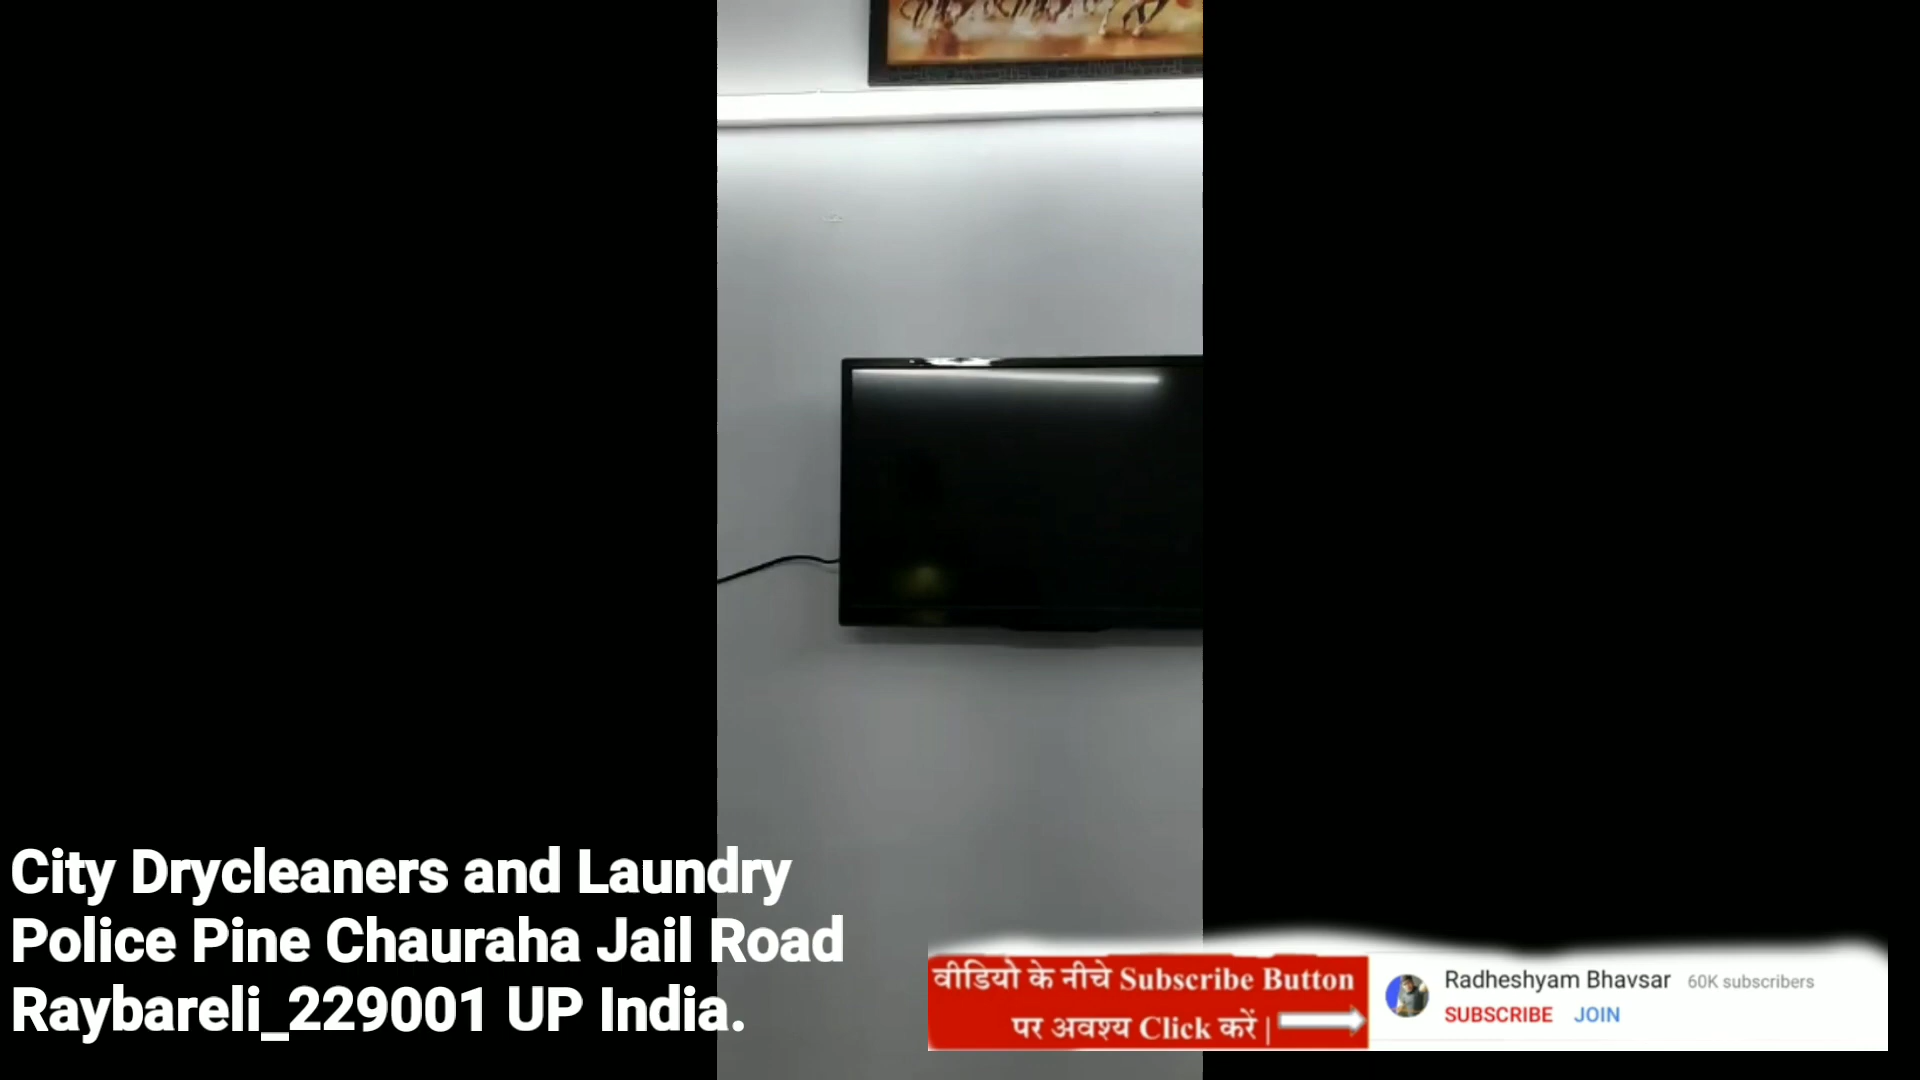 City Drycleaners and Laundry
Police Pine Chauraha Jail Road
Raybareli_229001 UP India.
वीडियो के नीचे Subscribe Button
पर अवश्य Click करें |
Radheshyam Bhavsar 60K subscribers
SUBSCRIBE JOIN